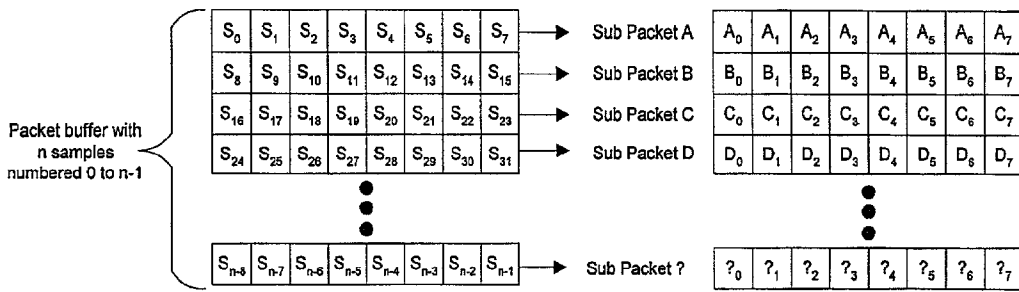 S0 S1 S2 S3 S4 S5 S6 S7 Sub Packet A A0 A1 A2 A3 A4 A5 A6 A7
S8 S9 S10 S11 S12 S13 S14 S15 Sub Packet B B0 B1 B2 B3 B4 B5 B6 B7
S16 S17 S18 S19 S20 S21 S22 S23 Sub Packet C C0 C1 C2 C3 C4 C5 C6 C7
Packet buffer with
n samples
numbered 0 to n-1
S24 S25 S26 S27 S28 S29 S30 S31 Sub Packet D D0 D1 D2 D3 D4 D5 D6 D7
Sn-8 Sn-7 Sn-6 Sn-5 Sn-4 Sn-3 Sn-2 Sn-1 Sub Packet ? ?0 ?1 ?2 ?3 ?4 ?5 ?6 ?7